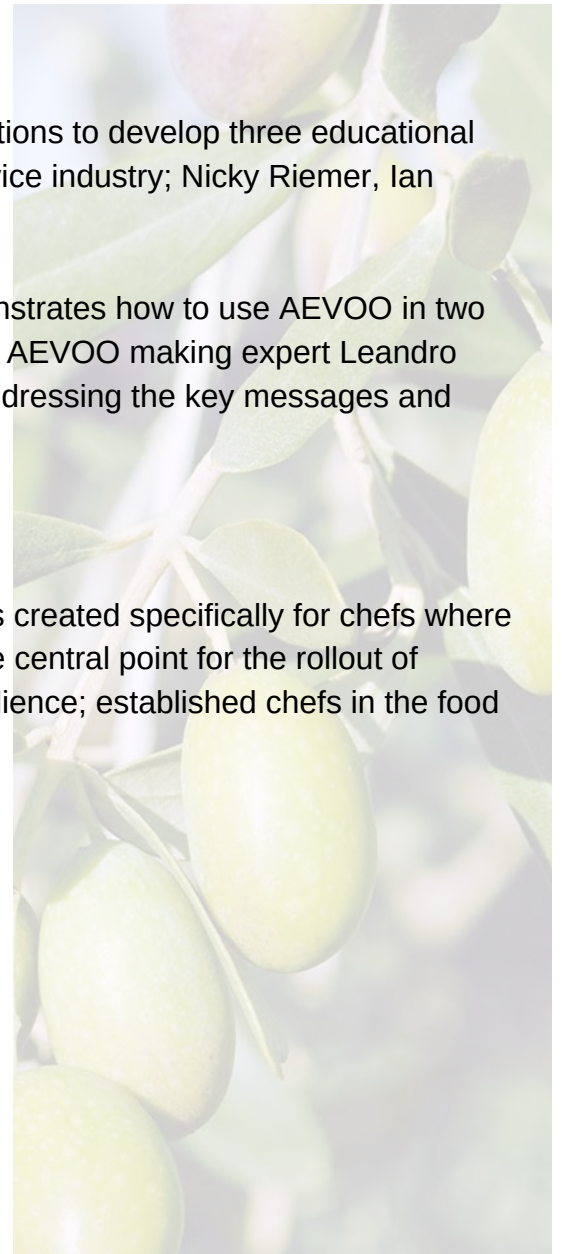 tions to develop three educational
ice industry; Nicky Riemer, Ian
nstrates how to use AEVOO in two
AEVOO making expert Leandro
dressing the key messages and
s created specifically for chefs where
e central point for the rollout of
lience; established chefs in the food